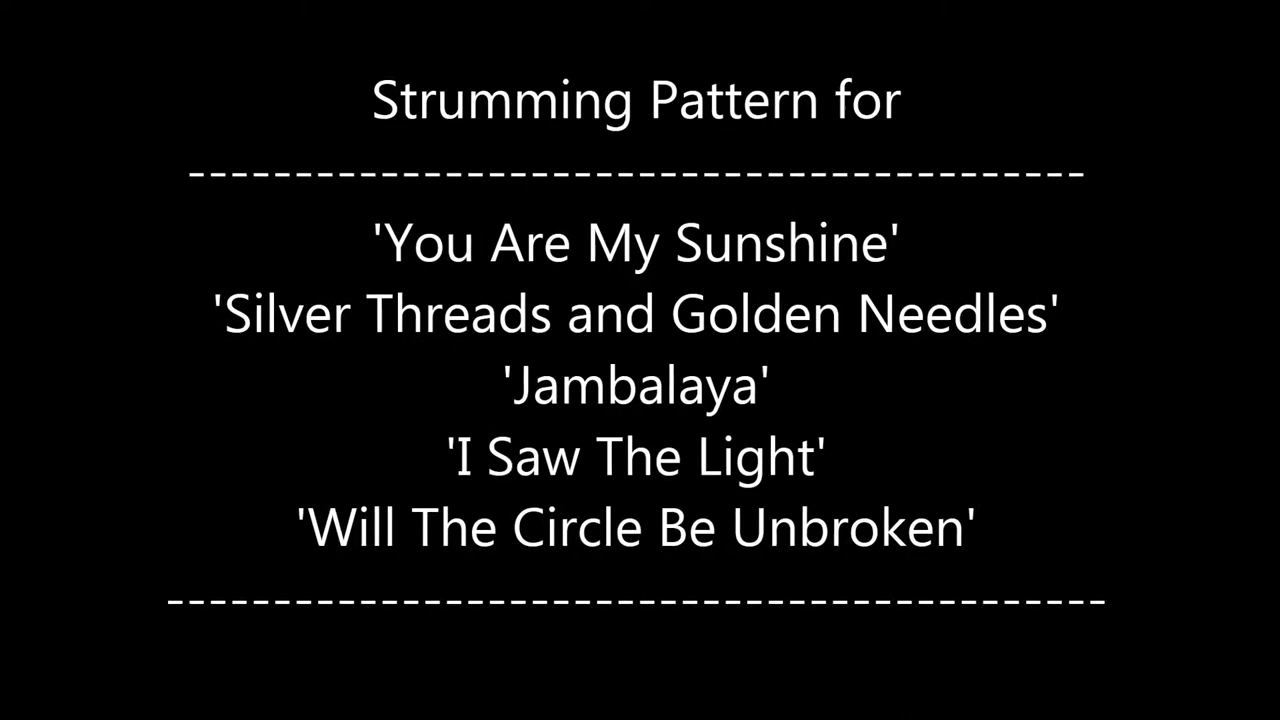 Strumming Pattern for
------------------------------------------
'You Are My Sunshine'
'Silver Threads and Golden Needles'
'Jambalaya'
'I Saw The Light'
'Will The Circle Be Unbroken'
--------------------------------------------